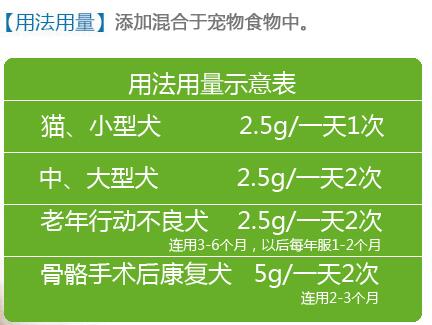 【用法用量】添加混合于宠物食物中。
用法用量示意表
猫、小型犬 2.5g/一天1次
中、大型犬 2.5g/一天2次
老年行动不良犬 2.5g/一天2次
连用3-6个月，以后每年服1-2个月
骨骼手术后康复犬 5g/一天2次
连用2-3个月